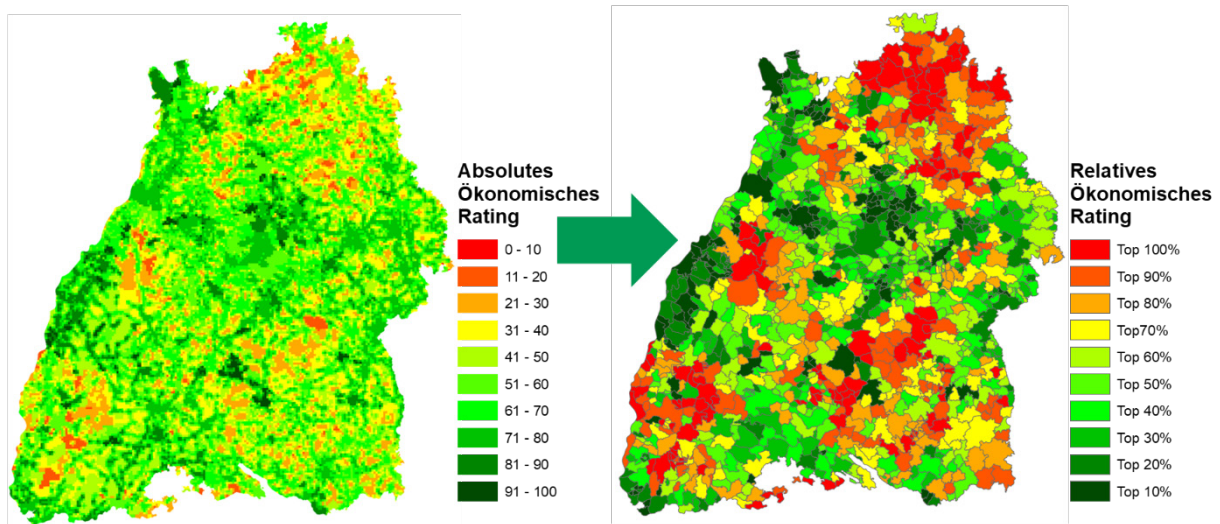 Absolutes
Ökonomisches
Rating
0 - 10
11 - 20
21 - 30
31 - 40
41 - 50
51 - 60
61 - 70
71 - 80
81 - 90
91 - 100
Relatives
Ökonomisches
Rating
Top 100%
Top 90%
Top 80%
Top70%
Top 60%
Top 50%
Top 40%
Top 30%
Top 20%
Top 10%